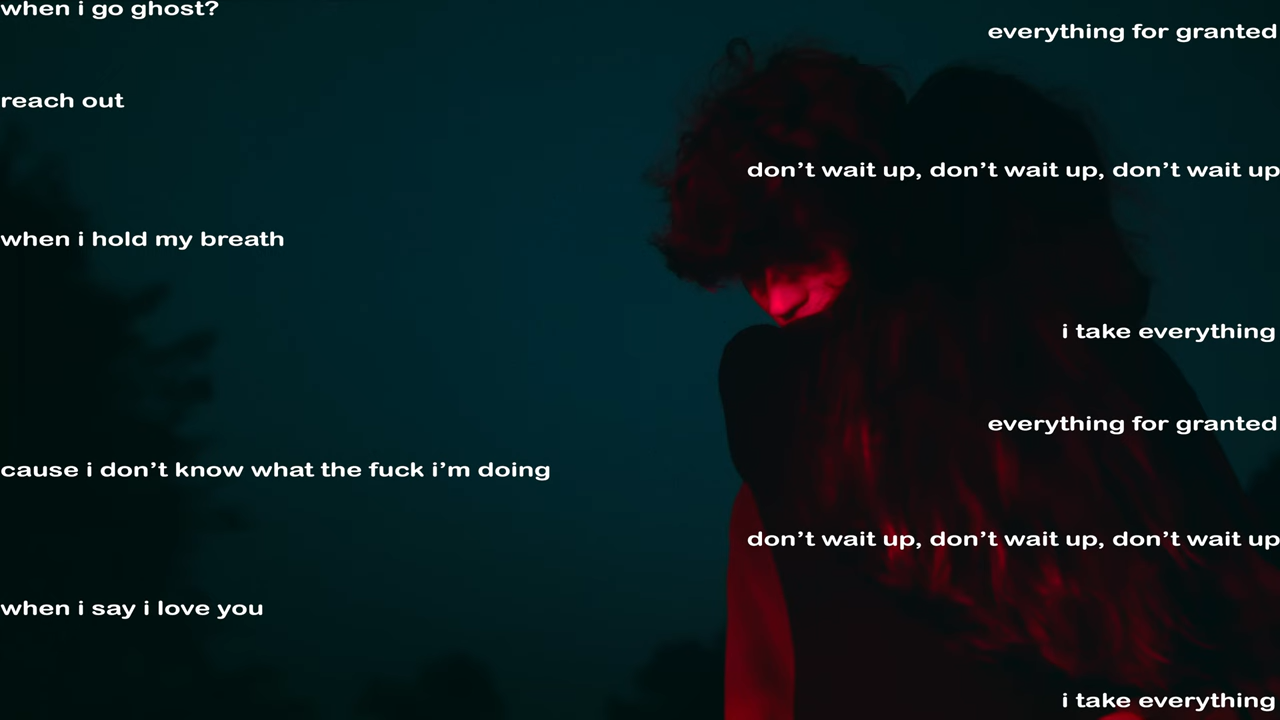 when i go ghost?
everything for granted
reach out
don’t wait up, don’t wait up, don’t wait up
when i hold my breath
i take everything
everything for granted
cause i don’t know what the fuck i’m doing
don’t wait up, don’t wait up, don’t wait up
when i say i love you
i take everything